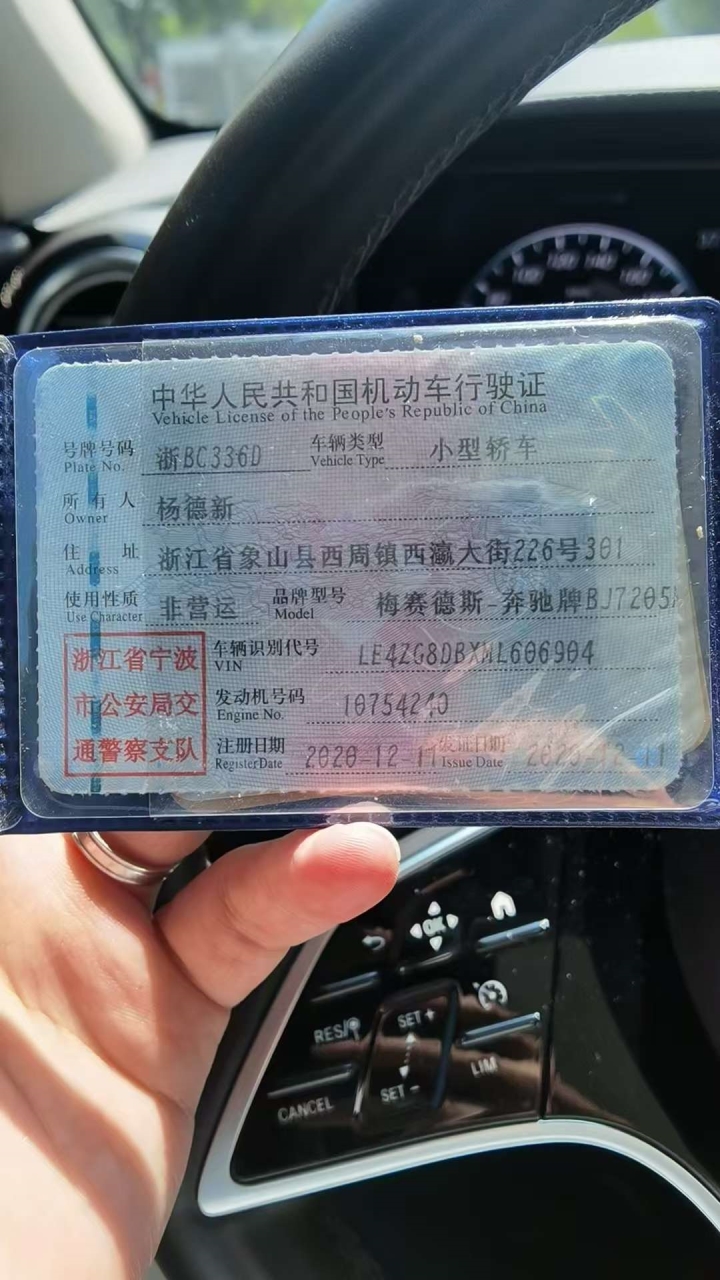 中华人民共和国机动车行驶证
Vehicle License of the People's Republic of China
号牌号码 浙BC336D 车辆类型 小型轿车
Plate No. Vehicle Type
所有人 杨德新
Owner
住址 浙江省象山县西周镇西瀛大街226号301
Address
使用性质 非营运 品牌型号 梅赛德斯-奔驰牌BJ7205
Use Character Model
浙江省宁波
市公安局交
通警察支队
车辆识别代号 LE4ZG8DBXML606904
VIN
发动机号码 10754240
Engine No.
注册日期 2020-12-11 发证日期 2020-12-11
Register Date Issue Date
OK
RES/
SET +
SET -
LIM
CANCEL